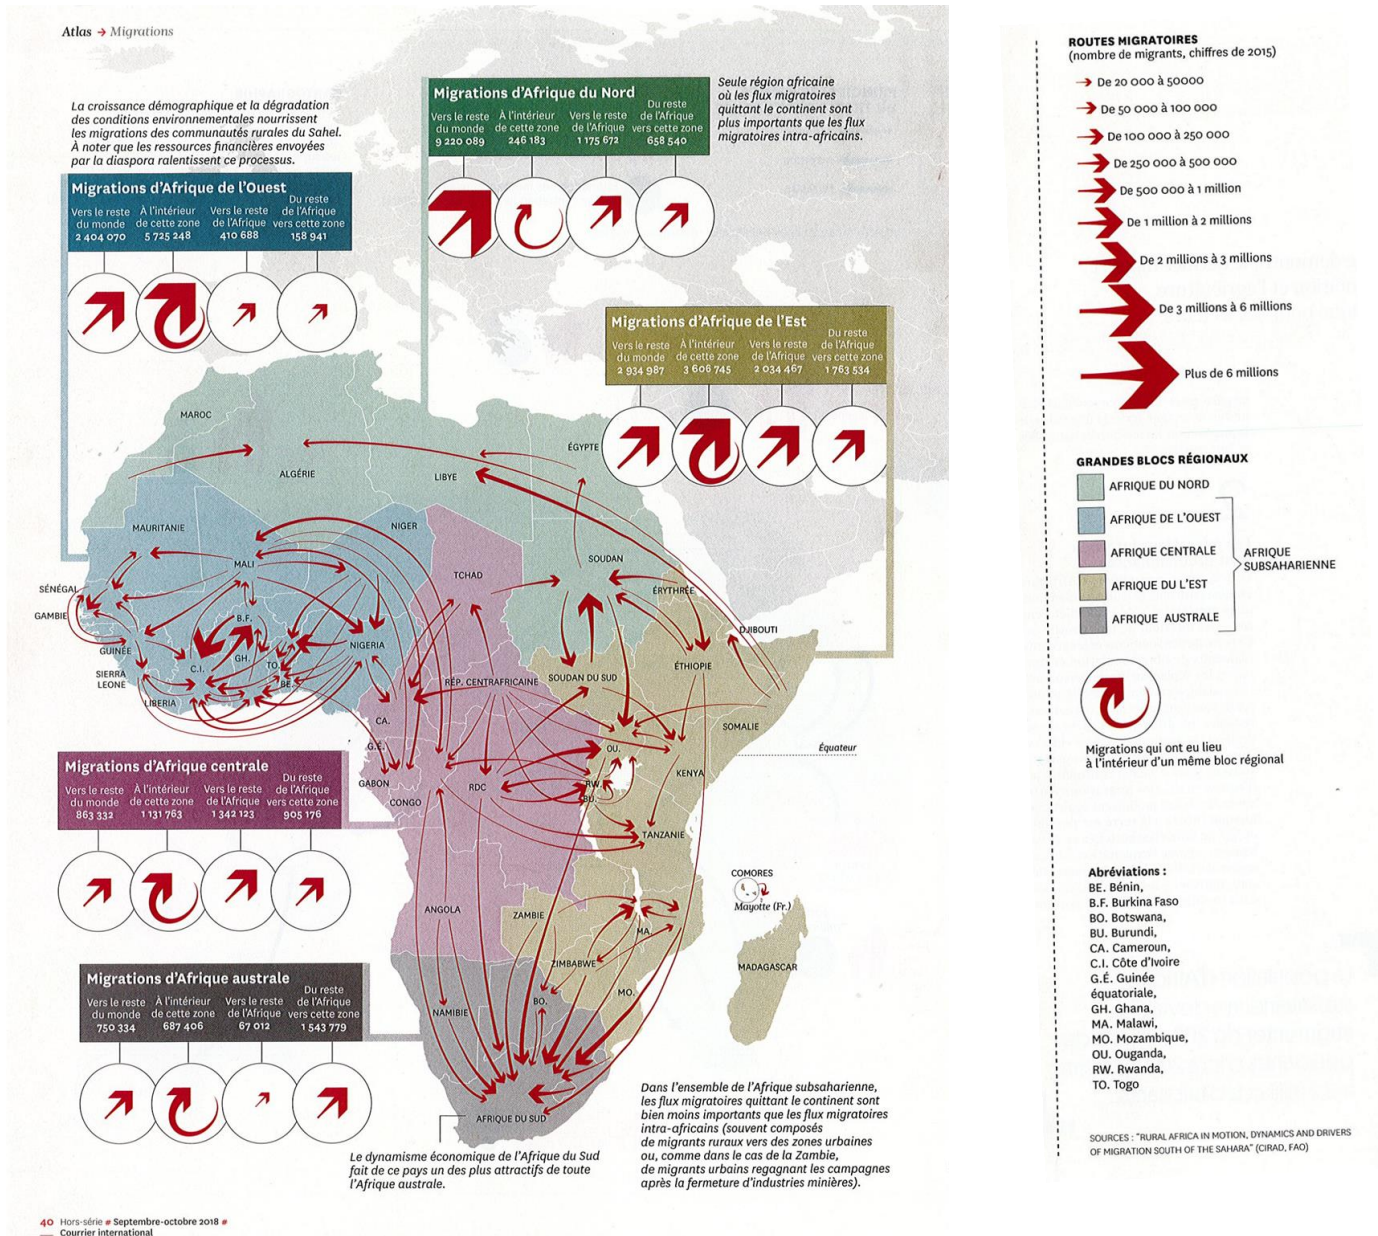 Atlas → Migrations
La croissance démographique et la dégradation
des conditions environnementales nourrissent
les migrations des communautés rurales du Sahel.
À noter que les ressources financières envoyées
par la diaspora ralentissent ce processus.
Migrations d'Afrique du Nord
Vers le reste du monde 9 220 089
À l'intérieur de cette zone 246 183
Vers le reste de l'Afrique 1 175 672
Du reste de l'Afrique vers cette zone 658 540
Seule région africaine
où les flux migratoires
quittant le continent sont
plus importants que les flux
migratoires intra-africains.
Migrations d'Afrique de l'Ouest
Vers le reste du monde 2 404 070
À l'intérieur de cette zone 5 725 248
Vers le reste de l'Afrique 410 688
Du reste de l'Afrique vers cette zone 158 941
Migrations d'Afrique de l'Est
Vers le reste du monde 2 934 987
À l'intérieur de cette zone 3 606 745
Vers le reste de l'Afrique 2 034 467
Du reste de l'Afrique vers cette zone 1 763 534
MAROC
ALGÉRIE
LIBYE
ÉGYPTE
MAURITANIE
MALI
NIGER
TCHAD
SOUDAN
ÉRYTHRÉE
DJIBOUTI
SÉNÉGAL
GAMBIE
GUINÉE
SIERRA
LEONE
LIBERIA
C.I.
B.F.
GH.
TO.
BE.
NIGERIA
RÉP. CENTRAFRICAINE
SOUDAN DU SUD
ÉTHIOPIE
SOMALIE
CA.
G.É.
GABON
CONGO
RDC
OU.
RW.
BU.
KENYA
Équateur
TANZANIE
COMORES
Mayotte (Fr.)
ANGOLA
ZAMBIE
MA.
ZIMBABWE
MO.
MADAGASCAR
NAMIBIE
BO.
AFRIQUE DU SUD
Migrations d'Afrique centrale
Vers le reste du monde 863 332
À l'intérieur de cette zone 1 131 763
Vers le reste de l'Afrique 1 342 123
Du reste de l'Afrique vers cette zone 905 176
Migrations d'Afrique australe
Vers le reste du monde 750 334
À l'intérieur de cette zone 687 406
Vers le reste de l'Afrique 67 012
Du reste de l'Afrique vers cette zone 1 543 779
Le dynamisme économique de l'Afrique du Sud
fait de ce pays un des plus attractifs de toute
l'Afrique australe.
Dans l'ensemble de l'Afrique subsaharienne,
les flux migratoires quittant le continent sont
bien moins importants que les flux migratoires
intra-africains (souvent composés
de migrants ruraux vers des zones urbaines
ou, comme dans le cas de la Zambie,
de migrants urbains regagnant les campagnes
après la fermeture d'industries minières).
40 Hors-série # Septembre-octobre 2018 #
Courrier international
ROUTES MIGRATOIRES
(nombre de migrants, chiffres de 2015)
De 20 000 à 50000
De 50 000 à 100 000
De 100 000 à 250 000
De 250 000 à 500 000
De 500 000 à 1 million
De 1 million à 2 millions
De 2 millions à 3 millions
De 3 millions à 6 millions
Plus de 6 millions
GRANDES BLOCS RÉGIONAUX
AFRIQUE DU NORD
AFRIQUE DE L'OUEST
AFRIQUE CENTRALE
AFRIQUE DU L'EST
AFRIQUE AUSTRALE
AFRIQUE
SUBSAHARIENNE
Migrations qui ont eu lieu
à l'intérieur d'un même bloc régional
Abréviations :
BE. Bénin,
B.F. Burkina Faso
BO. Botswana,
BU. Burundi,
CA. Cameroun,
C.I. Côte d'Ivoire
G.É. Guinée
équatoriale,
GH. Ghana,
MA. Malawi,
MO. Mozambique,
OU. Ouganda,
RW. Rwanda,
TO. Togo
SOURCES : "RURAL AFRICA IN MOTION, DYNAMICS AND DRIVERS
OF MIGRATION SOUTH OF THE SAHARA" (CIRAD, FAO)